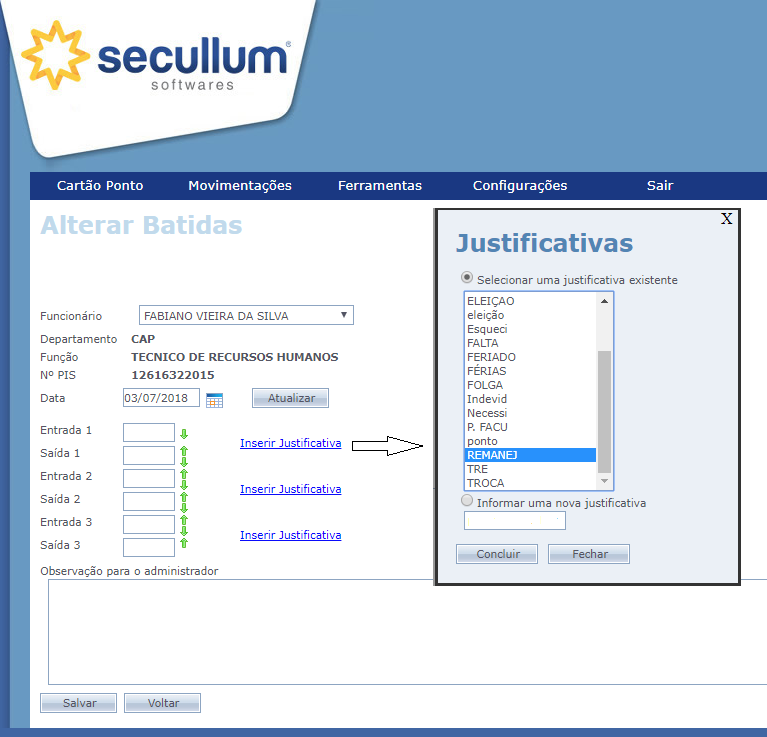 secullum®
softwares
Cartão Ponto Movimentações Ferramentas Configurações Sair
Alterar Batidas
Funcionário FABIANO VIEIRA DA SILVA
Departamento CAP
Função TECNICO DE RECURSOS HUMANOS
Nº PIS 12616322015
Data 03/07/2018 Atualizar
Entrada 1
Inserir Justificativa
Saída 1
Entrada 2
Inserir Justificativa
Saída 2
Entrada 3
Inserir Justificativa
Saída 3
Observação para o administrador
Salvar Voltar
X
Justificativas
Selecionar uma justificativa existente
ELEIÇAO
eleição
Esqueci
FALTA
FERIADO
FÉRIAS
FOLGA
Indevid
Necessi
P. FACU
ponto
REMANEJ
TRE
TROCA
Informar uma nova justificativa
Concluir Fechar